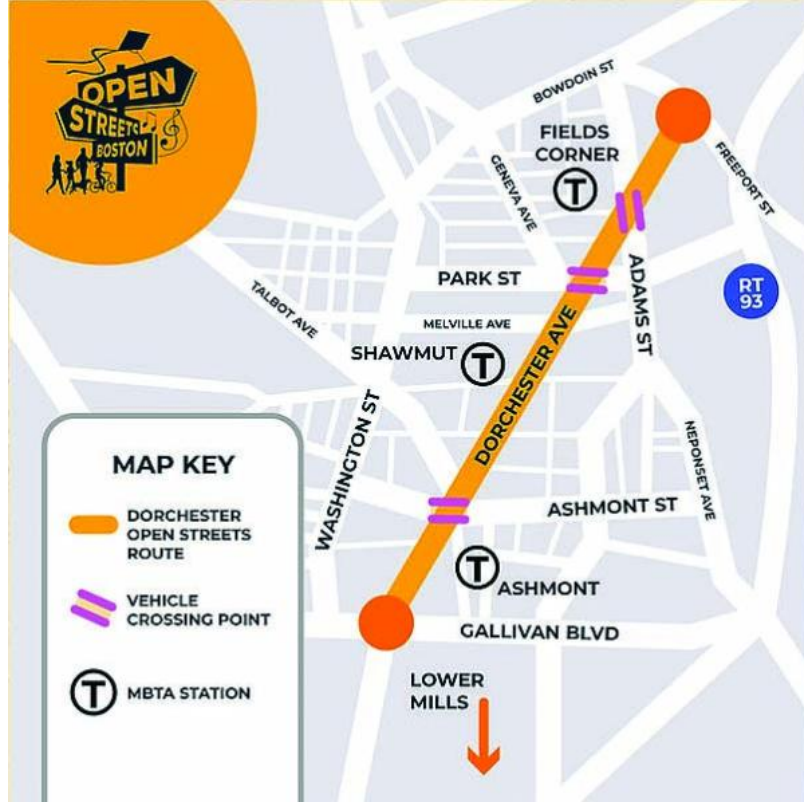 OPEN
STREETS
BOSTON
BOWDOIN ST
FIELDS
CORNER
GENEVA AVE
FREEPORT ST
PARK ST
ADAMS ST
RT
93
TALBOT AVE
MELVILLE AVE
SHAWMUT
T
T
DORCHESTER AVE
WASHINGTON ST
NEPONSET AVE
ASHMONT ST
T
ASHMONT
GALLIVAN BLVD
LOWER
MILLS
MAP KEY
DORCHESTER
OPEN STREETS
ROUTE
VEHICLE
CROSSING POINT
T
MBTA STATION